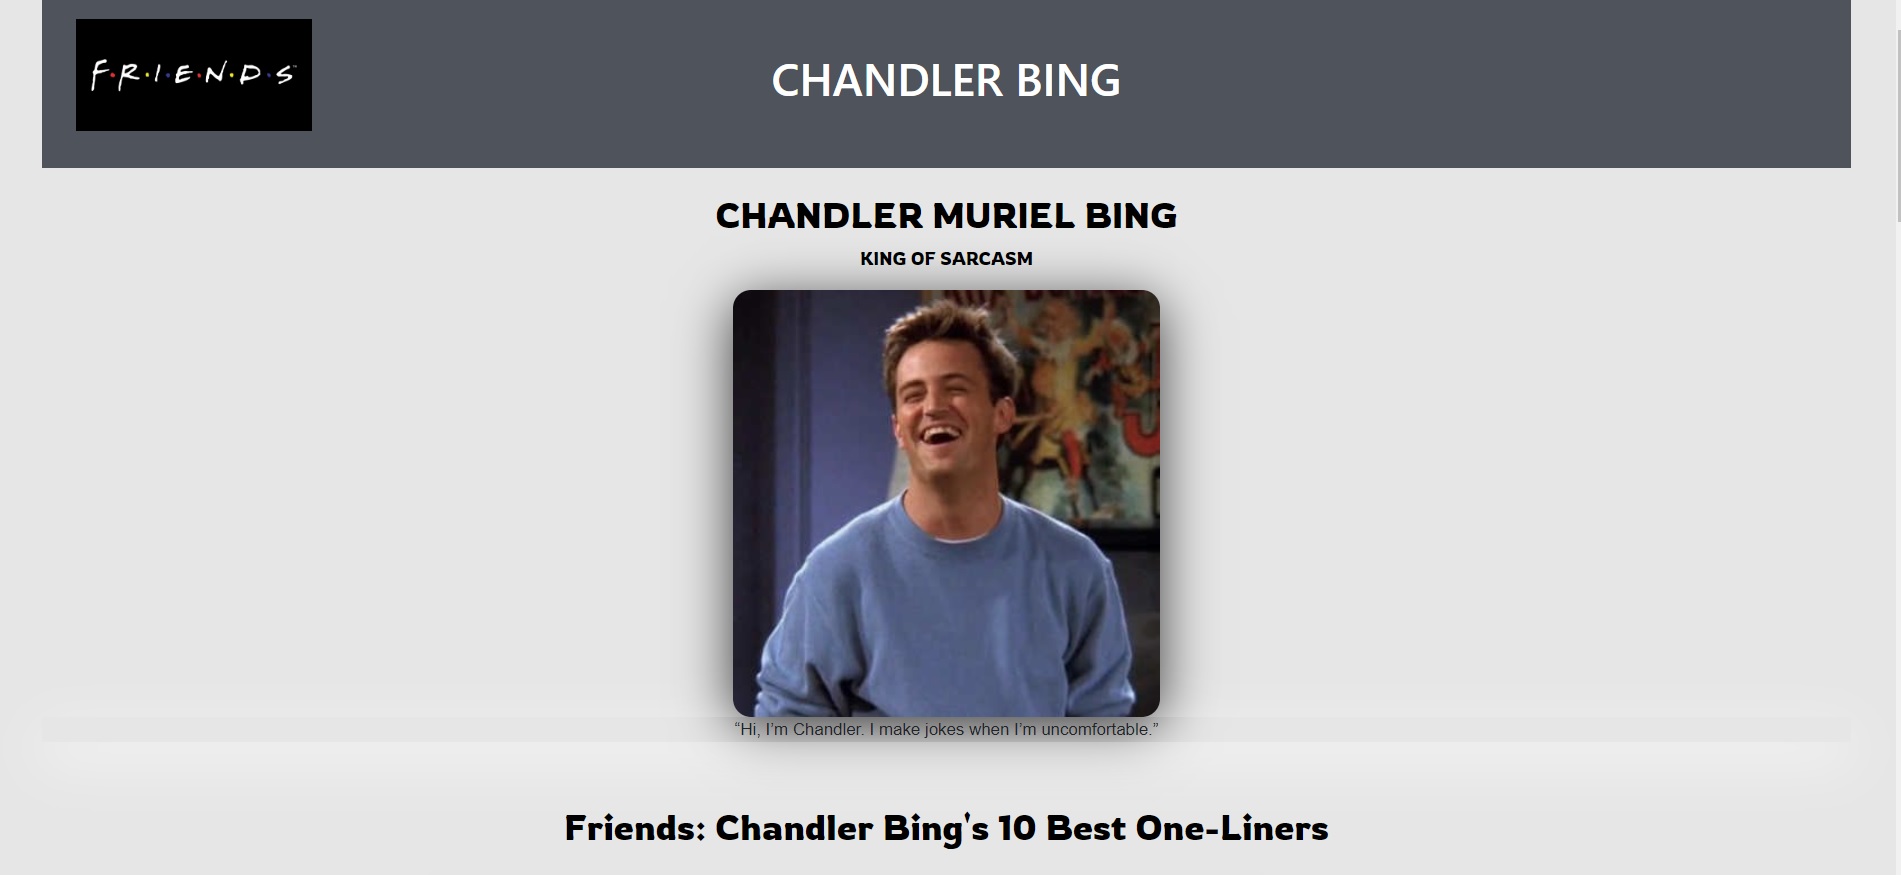 F·R·I·E·N·D·S
CHANDLER BING
CHANDLER MURIEL BING
KING OF SARCASM
“Hi, I’m Chandler. I make jokes when I’m uncomfortable.”
Friends: Chandler Bing's 10 Best One-Liners